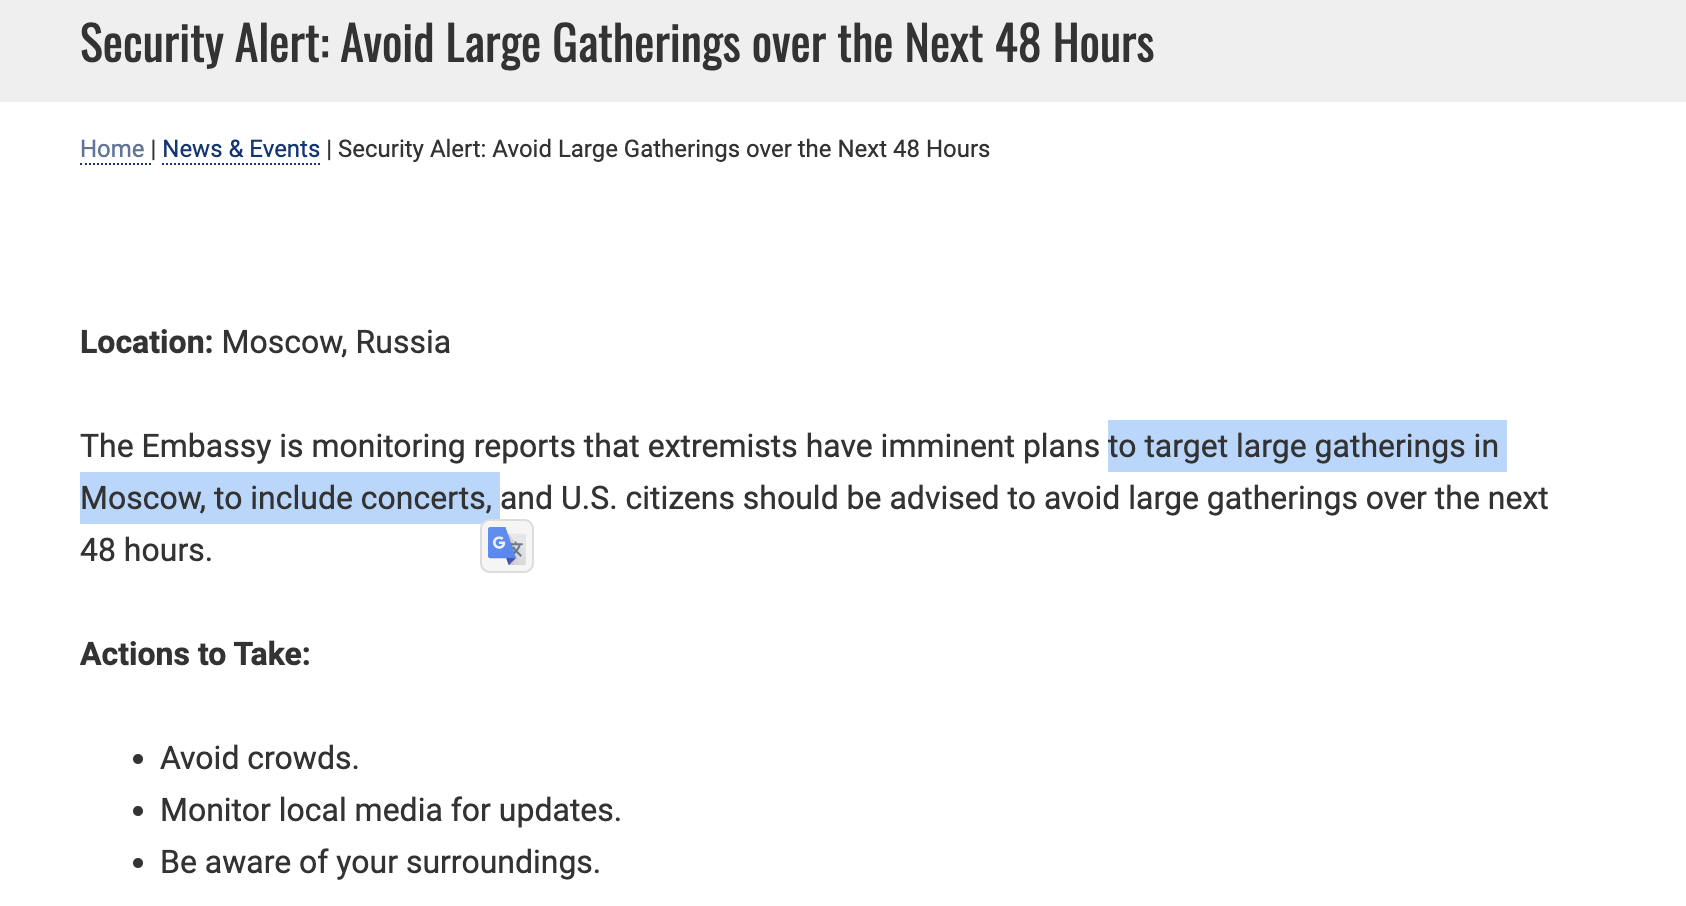 Security Alert: Avoid Large Gatherings over the Next 48 Hours
Home | News & Events | Security Alert: Avoid Large Gatherings over the Next 48 Hours
Location: Moscow, Russia
The Embassy is monitoring reports that extremists have imminent plans to target large gatherings in
Moscow, to include concerts, and U.S. citizens should be advised to avoid large gatherings over the next
48 hours.
G文
Actions to Take:
• Avoid crowds.
• Monitor local media for updates.
• Be aware of your surroundings.